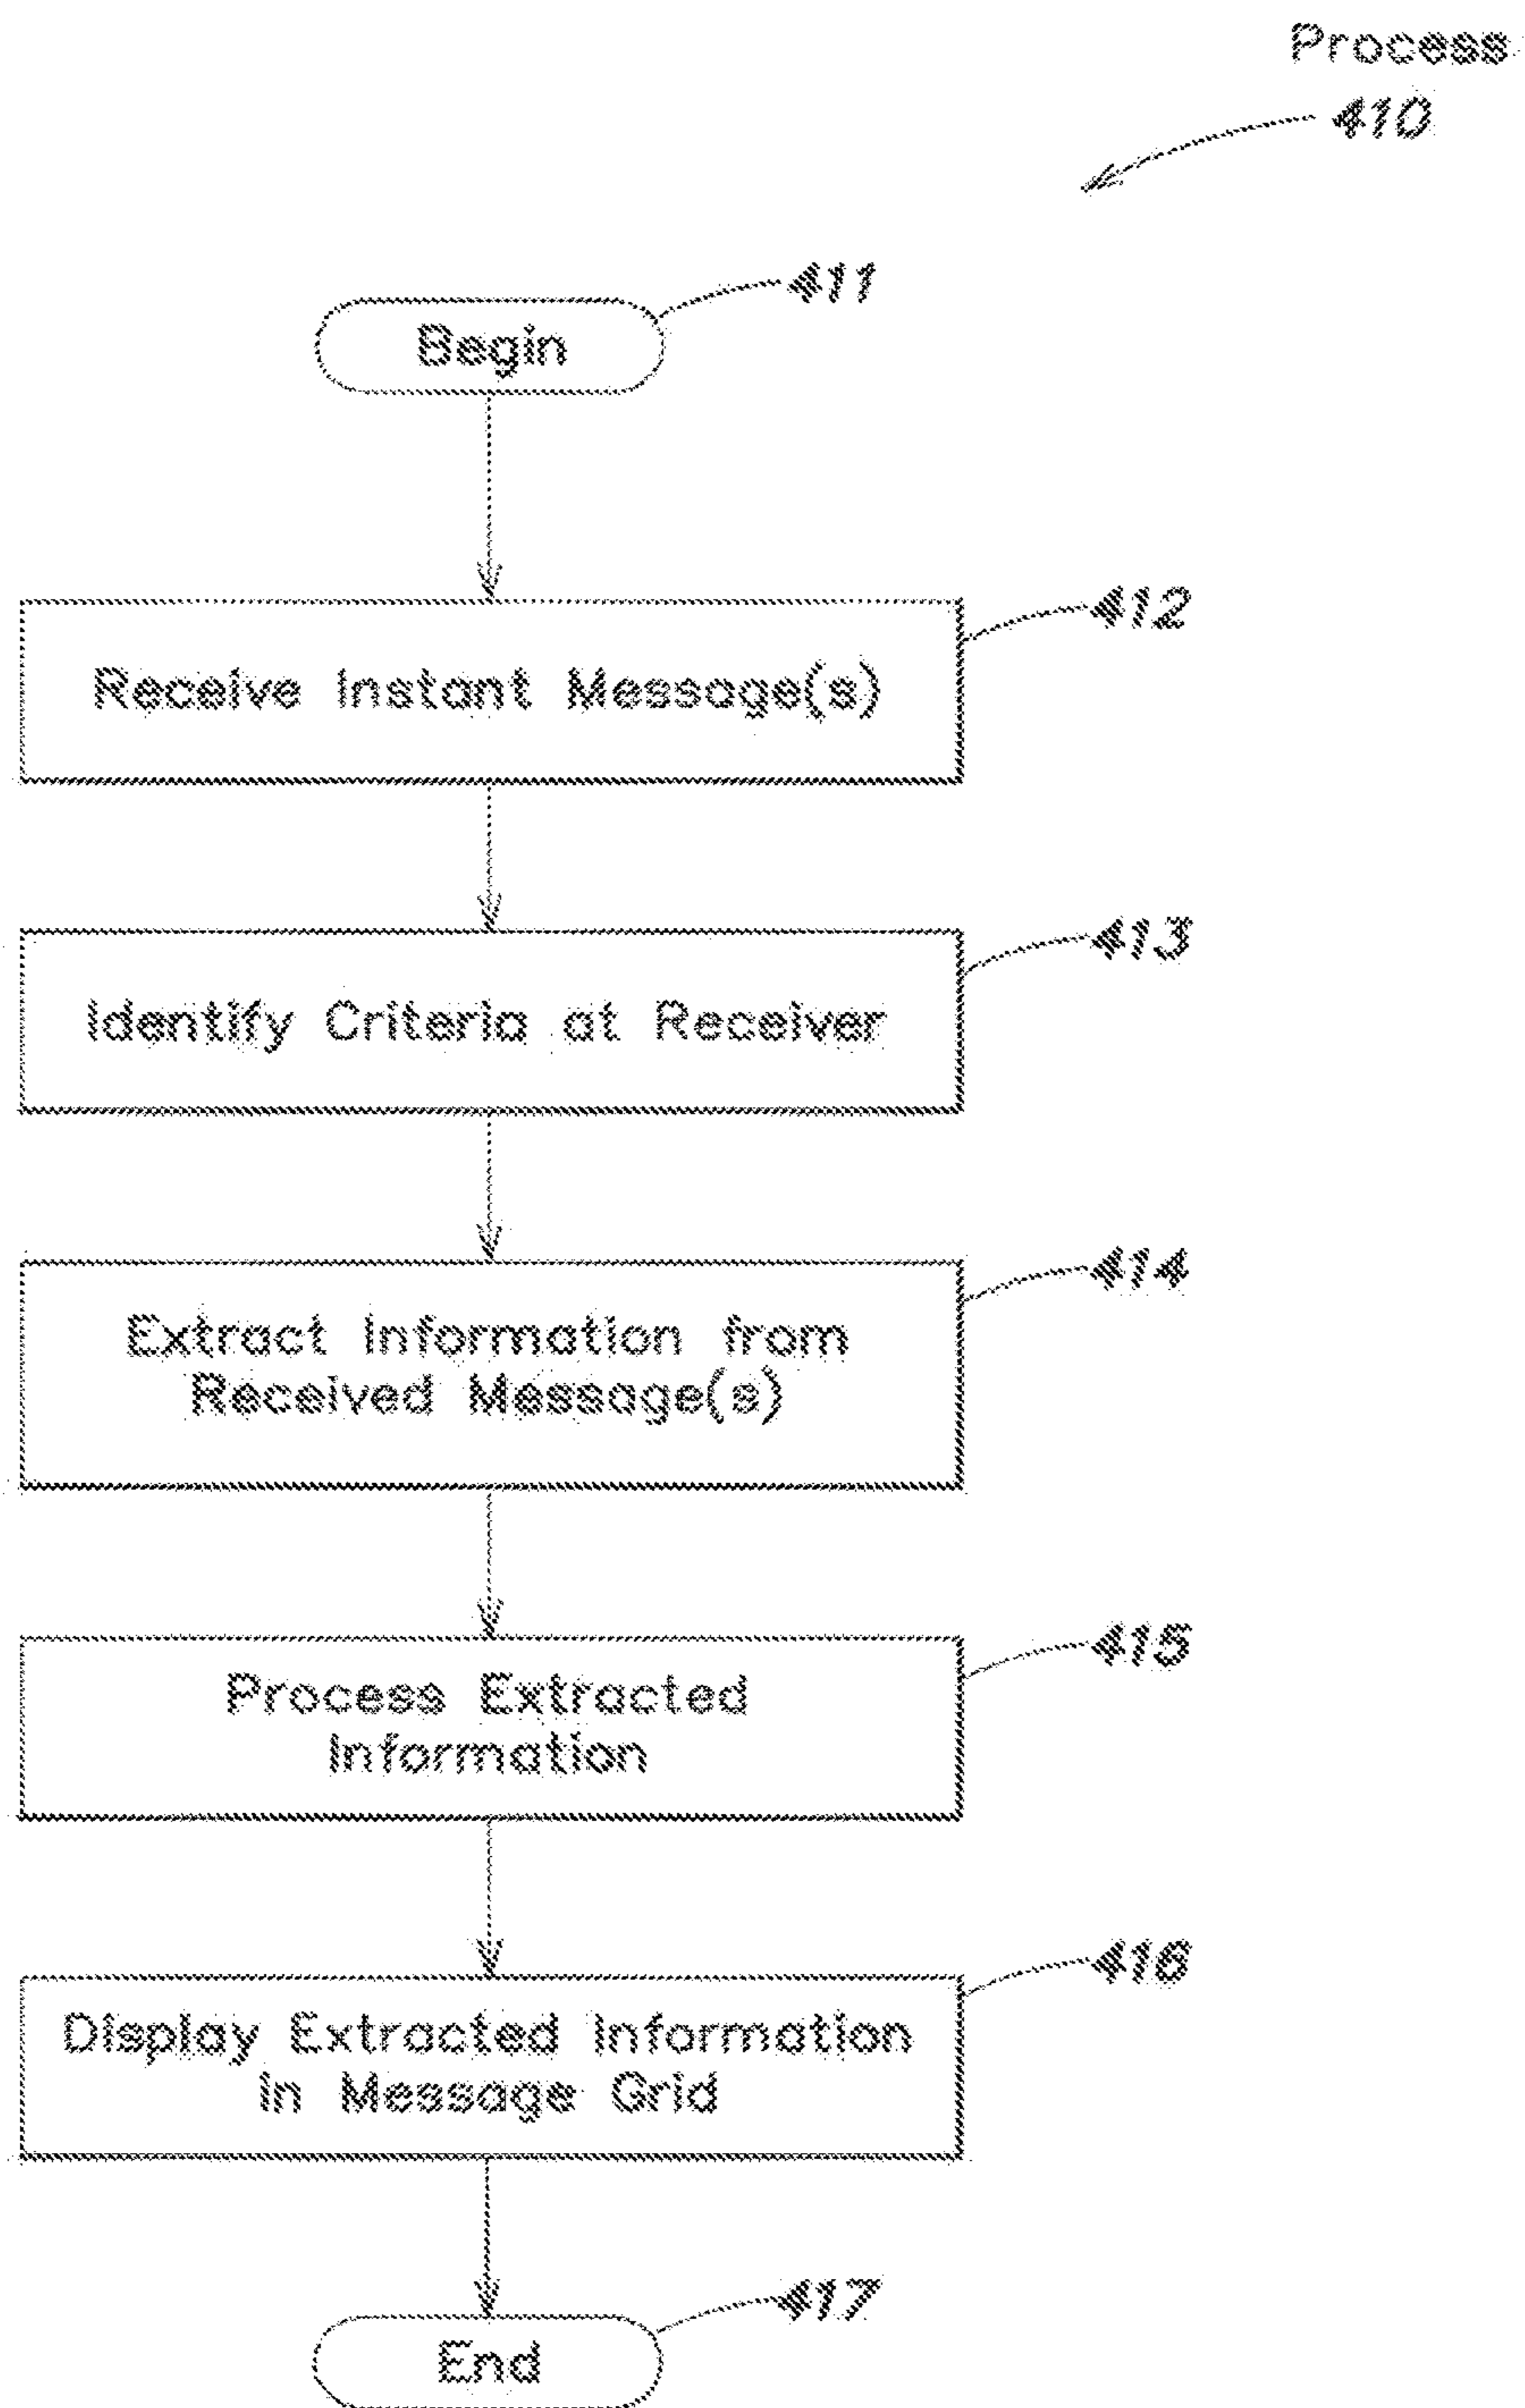 Process
410
411
Begin
412
Receive Instant Message(s)
413
Identify Criteria at Receiver
414
Extract Information from
Received Message(s)
415
Process Extracted
Information
416
Display Extracted Information
in Message Grid
417
End